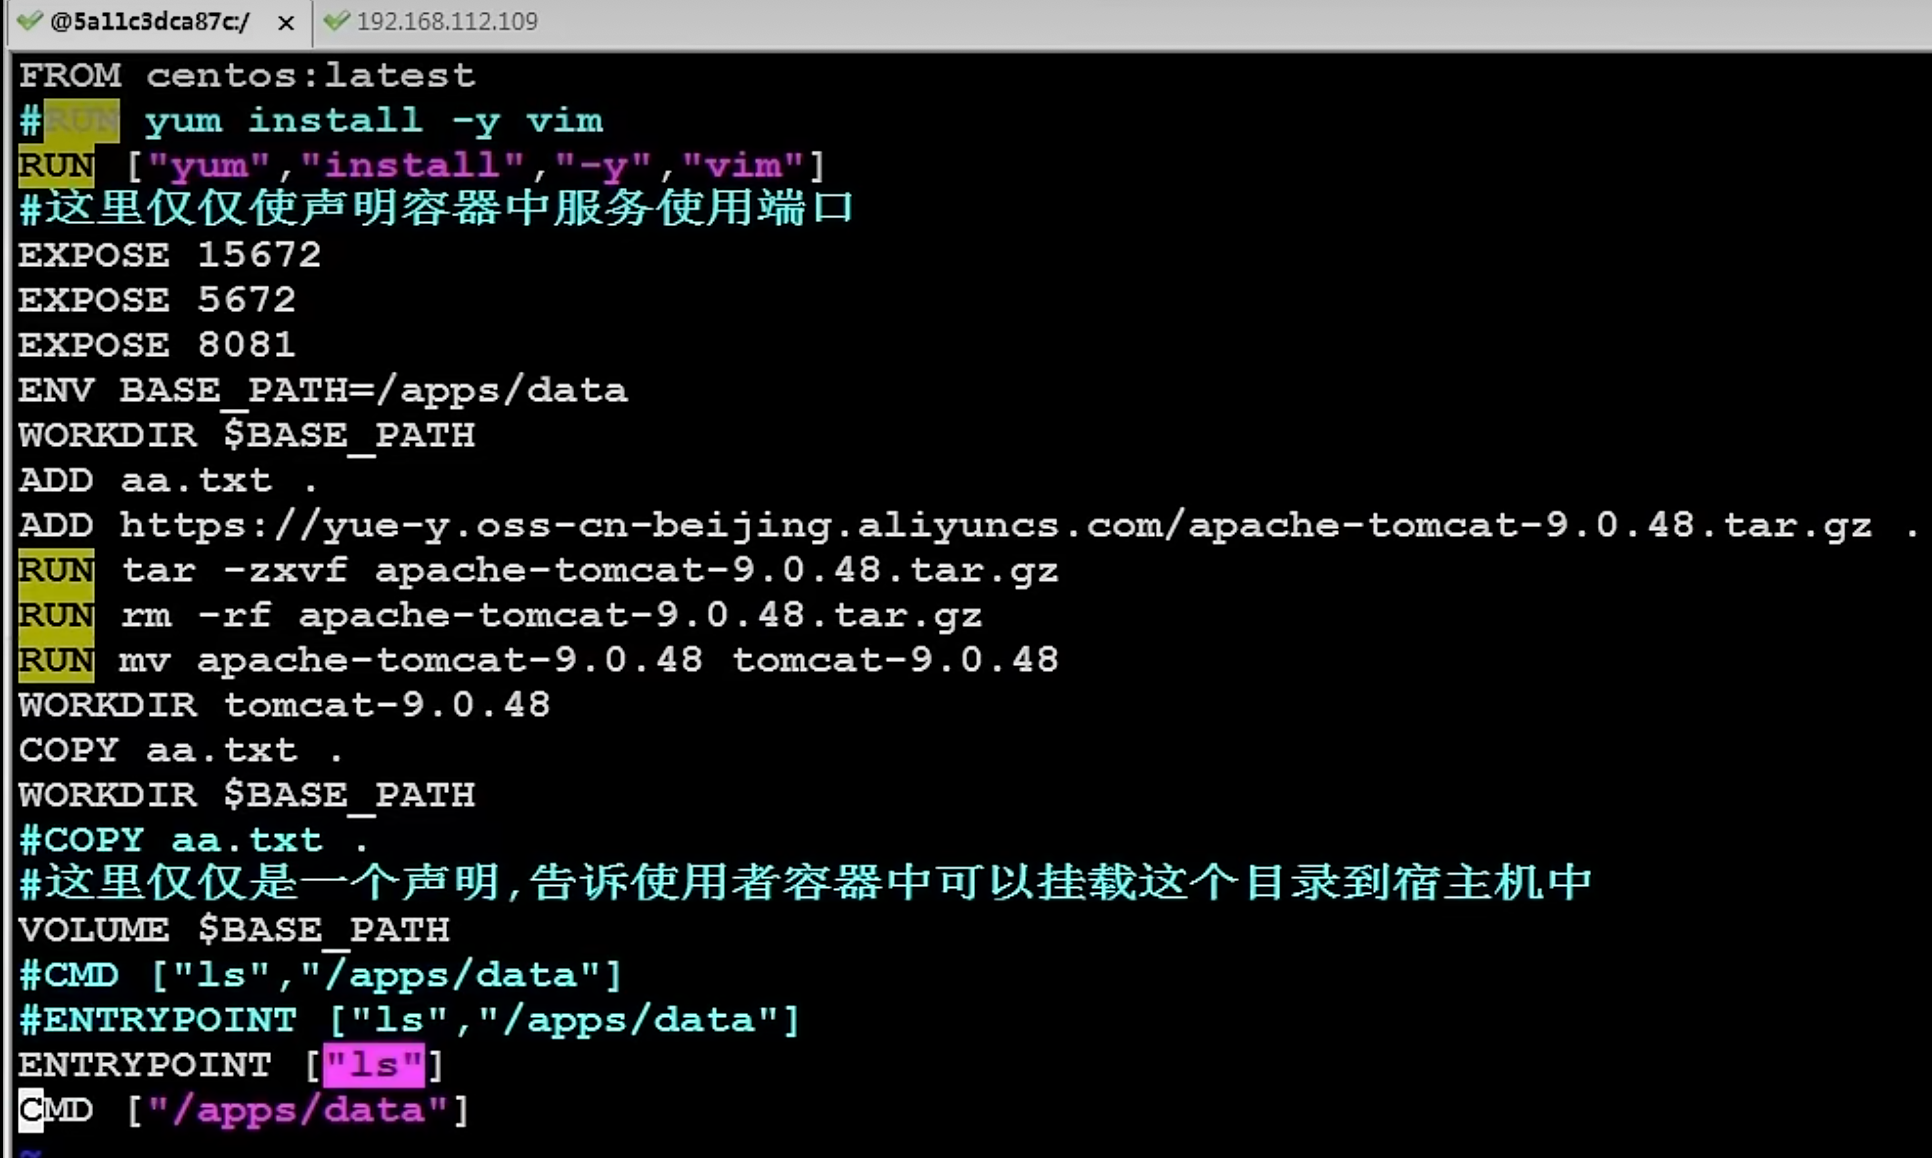 @5a11c3dca87c:/ × 192.168.112.109
FROM centos:latest
#RUN yum install -y vim
RUN ["yum","install","-y","vim"]
#这里仅仅使声明容器中服务使用端口
EXPOSE 15672
EXPOSE 5672
EXPOSE 8081
ENV BASE_PATH=/apps/data
WORKDIR $BASE_PATH
ADD aa.txt .
ADD https://yue-y.oss-cn-beijing.aliyuncs.com/apache-tomcat-9.0.48.tar.gz .
RUN tar -zxvf apache-tomcat-9.0.48.tar.gz
RUN rm -rf apache-tomcat-9.0.48.tar.gz
RUN mv apache-tomcat-9.0.48 tomcat-9.0.48
WORKDIR tomcat-9.0.48
COPY aa.txt .
WORKDIR $BASE_PATH
#COPY aa.txt .
#这里仅仅是一个声明,告诉使用者容器中可以挂载这个目录到宿主机中
VOLUME $BASE_PATH
#CMD ["ls","/apps/data"]
#ENTRYPOINT ["ls","/apps/data"]
ENTRYPOINT ["ls"]
CMD ["/apps/data"]
~